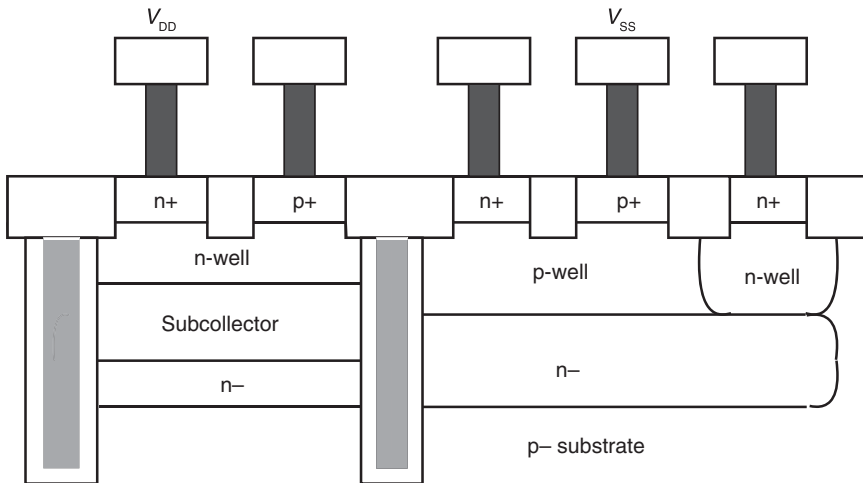 V_DD
V_SS
n+
p+
n+
p+
n+
n-well
p-well
n-well
Subcollector
n–
n–
p– substrate